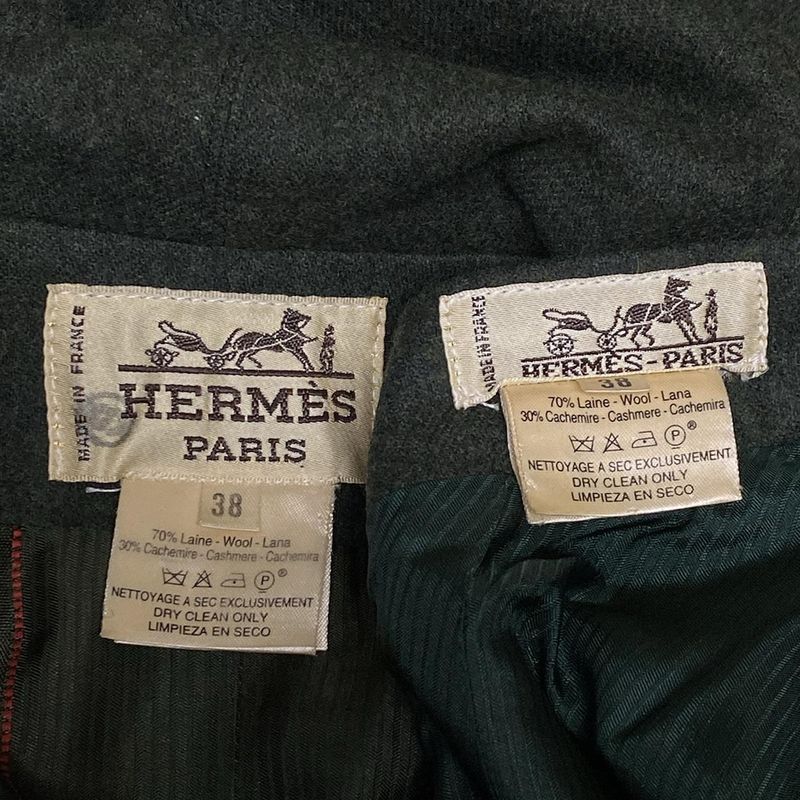 MADE IN FRANCE
HERMÈS
PARIS
38
70% Laine - Wool - Lana
30% Cachemire - Cashmere - Cachemira
P®
NETTOYAGE A SEC EXCLUSIVEMENT
DRY CLEAN ONLY
LIMPIEZA EN SECO
MADE IN FRANCE
HERMÈS-PARIS
38
70% Laine - Wool - Lana
30% Cachemire - Cashmere - Cachemira
P®
NETTOYAGE A SEC EXCLUSIVEMENT
DRY CLEAN ONLY
LIMPIEZA EN SECO